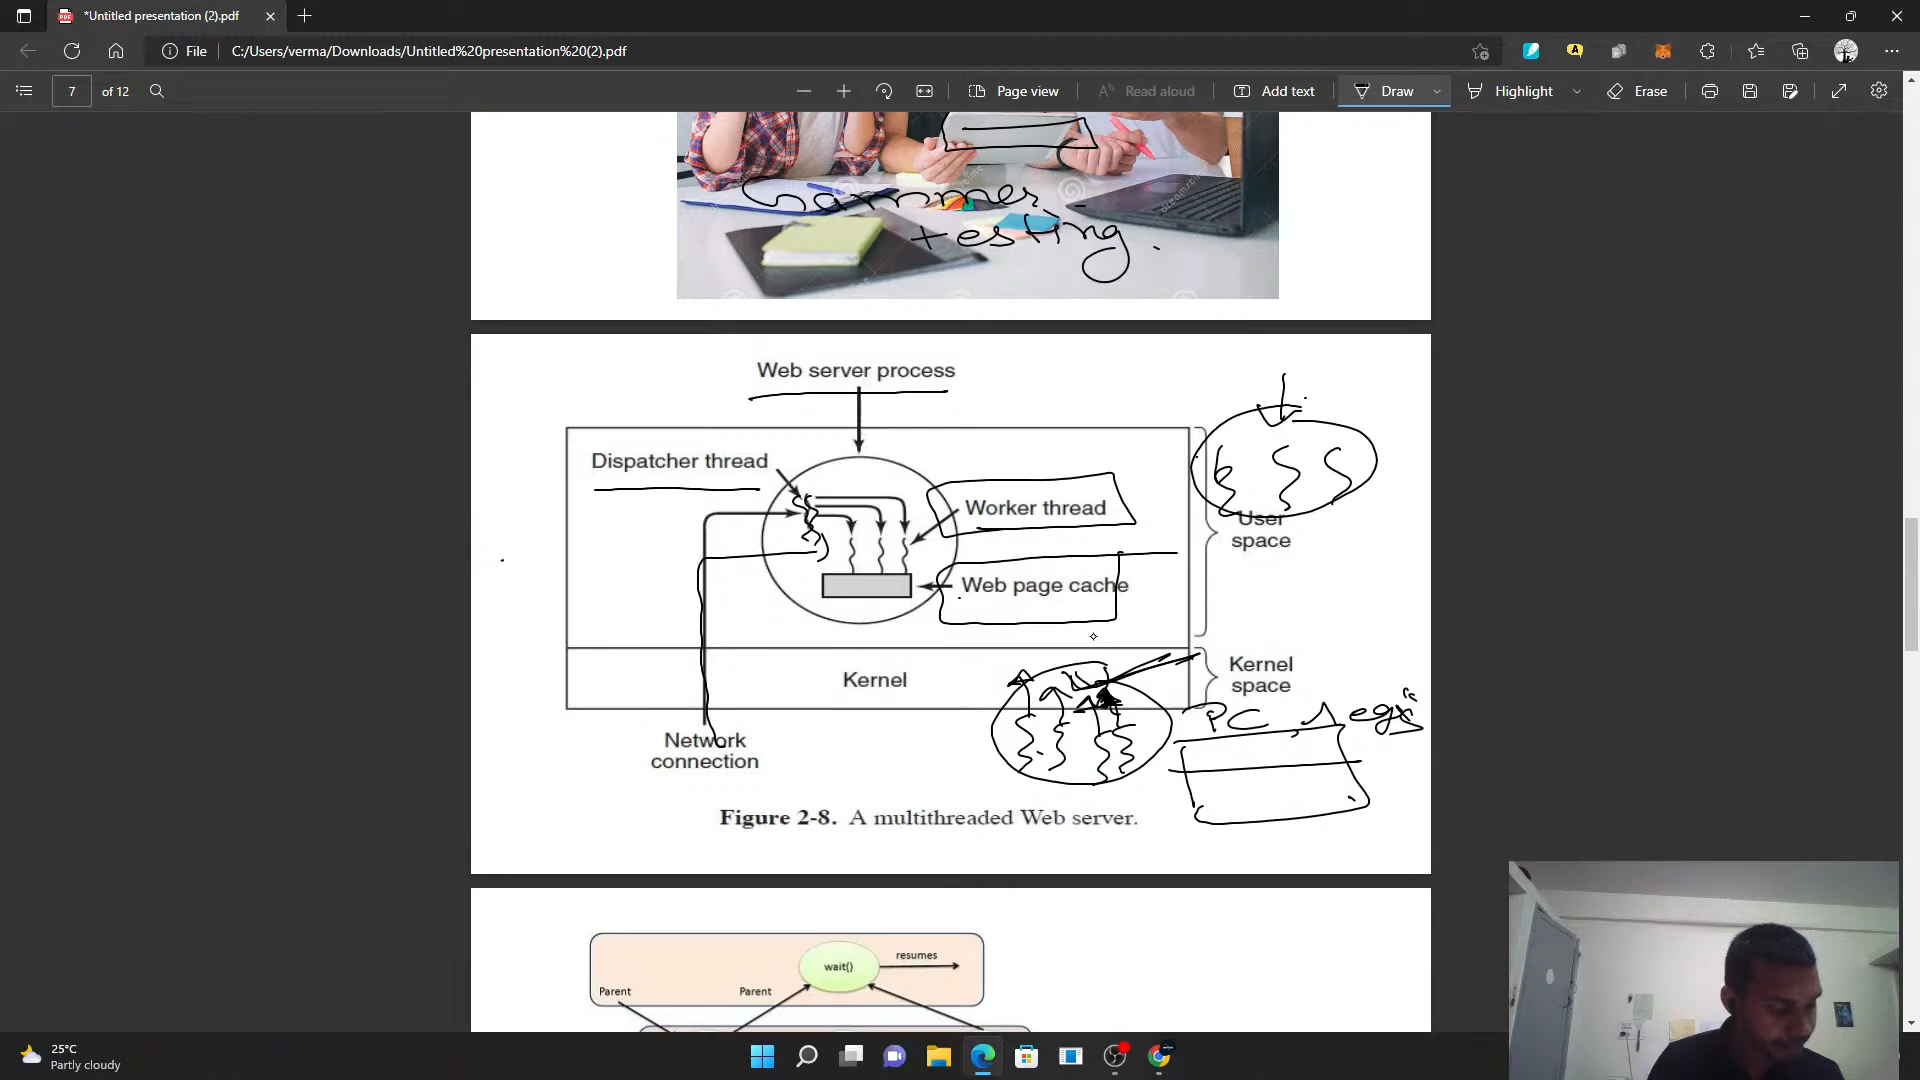 *Untitled presentation (2).pdf
File C:/Users/verma/Downloads/Untitled%20presentation%20(2).pdf
7 of 12 Page view Read aloud Add text Draw Highlight Erase
testing.
Web server process
Dispatcher thread
Worker thread
User
space
Web page cache
Kernel
Kernel
space
PC
Network
connection
Figure 2-8. A multithreaded Web server.
wait()
resumes
Parent Parent
25°C
Partly cloudy